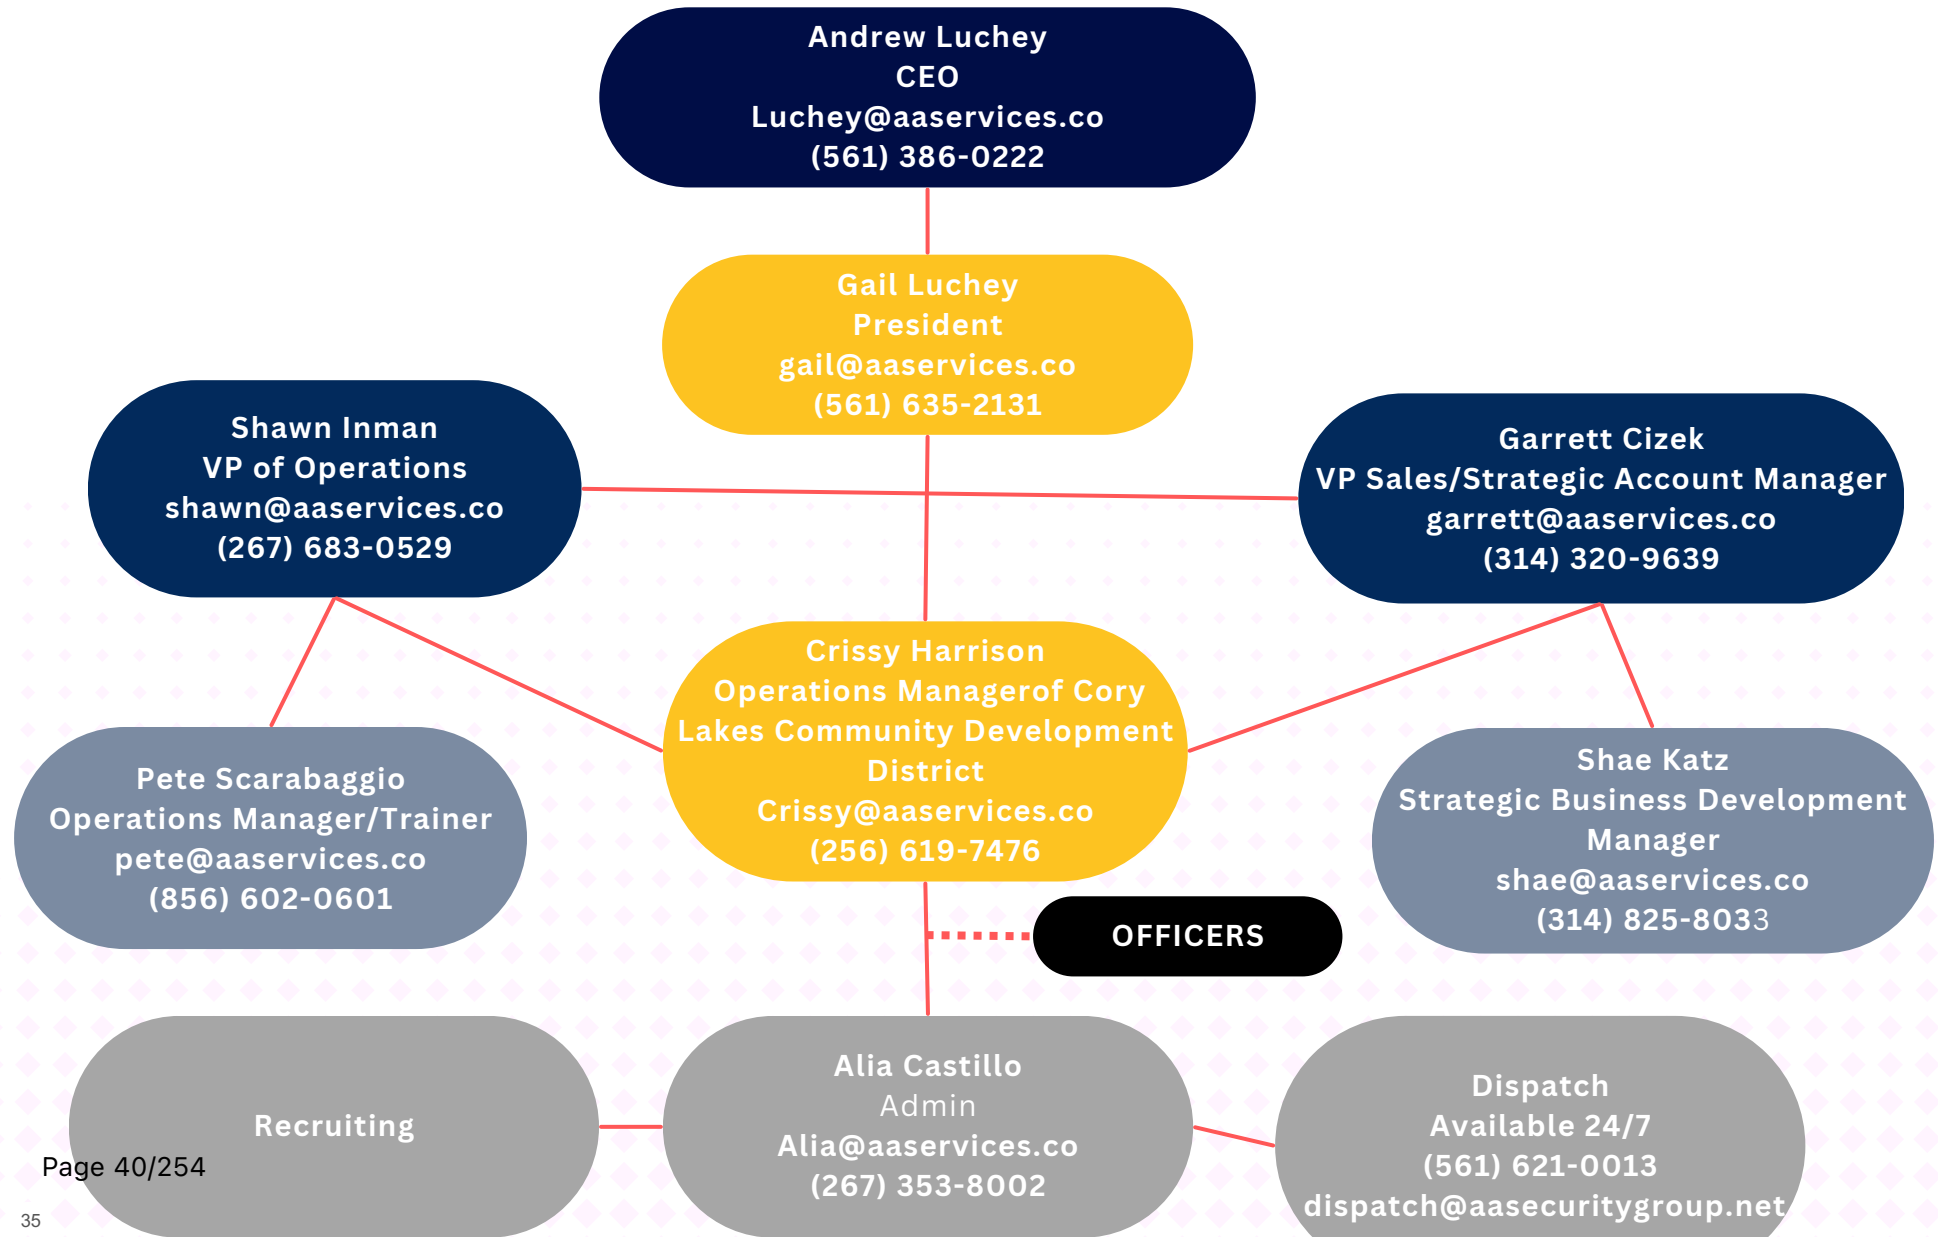 Andrew Luchey
CEO
Luchey@aaservices.co
(561) 386-0222
Gail Luchey
President
gail@aaservices.co
(561) 635-2131
Shawn Inman
VP of Operations
shawn@aaservices.co
(267) 683-0529
Garrett Cizek
VP Sales/Strategic Account Manager
garrett@aaservices.co
(314) 320-9639
Crissy Harrison
Operations Managerof Cory
Lakes Community Development
District
Crissy@aaservices.co
(256) 619-7476
Pete Scarabaggio
Operations Manager/Trainer
pete@aaservices.co
(856) 602-0601
Shae Katz
Strategic Business Development
Manager
shae@aaservices.co
(314) 825-8033
OFFICERS
Recruiting
Alia Castillo
Admin
Alia@aaservices.co
(267) 353-8002
Dispatch
Available 24/7
(561) 621-0013
dispatch@aasecuritygroup.net
Page 40/254
35